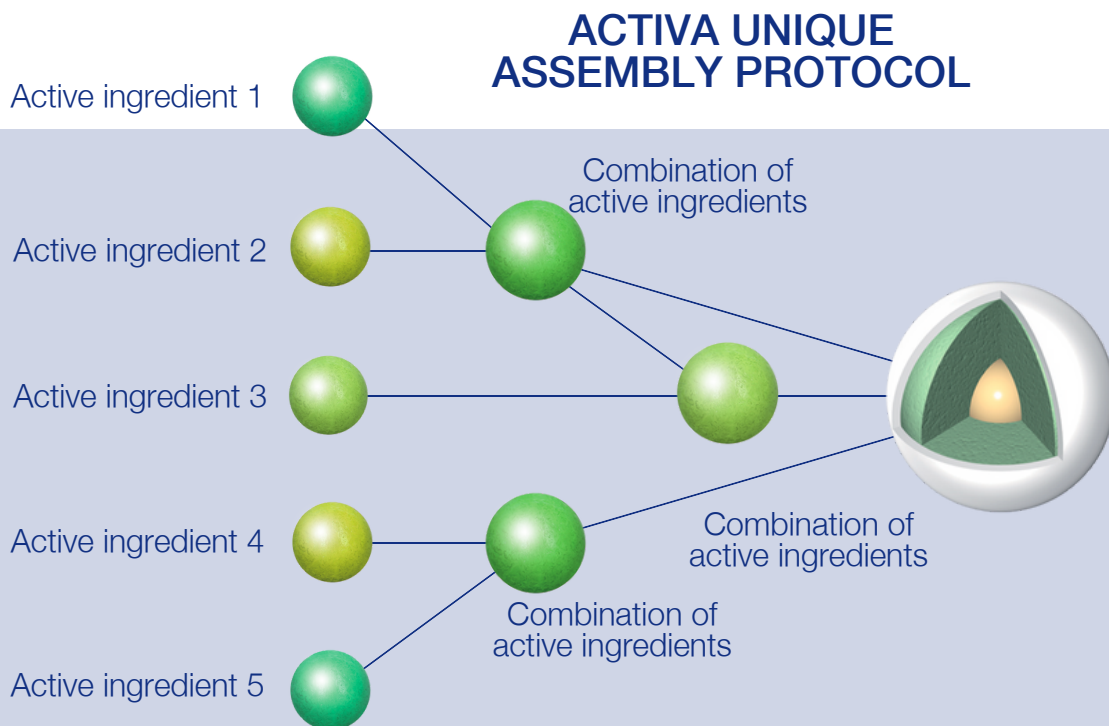 ACTIVA UNIQUE
ASSEMBLY PROTOCOL
Active ingredient 1
Combination of
active ingredients
Active ingredient 2
Active ingredient 3
Active ingredient 4
Combination of
active ingredients
Combination of
active ingredients
Active ingredient 5